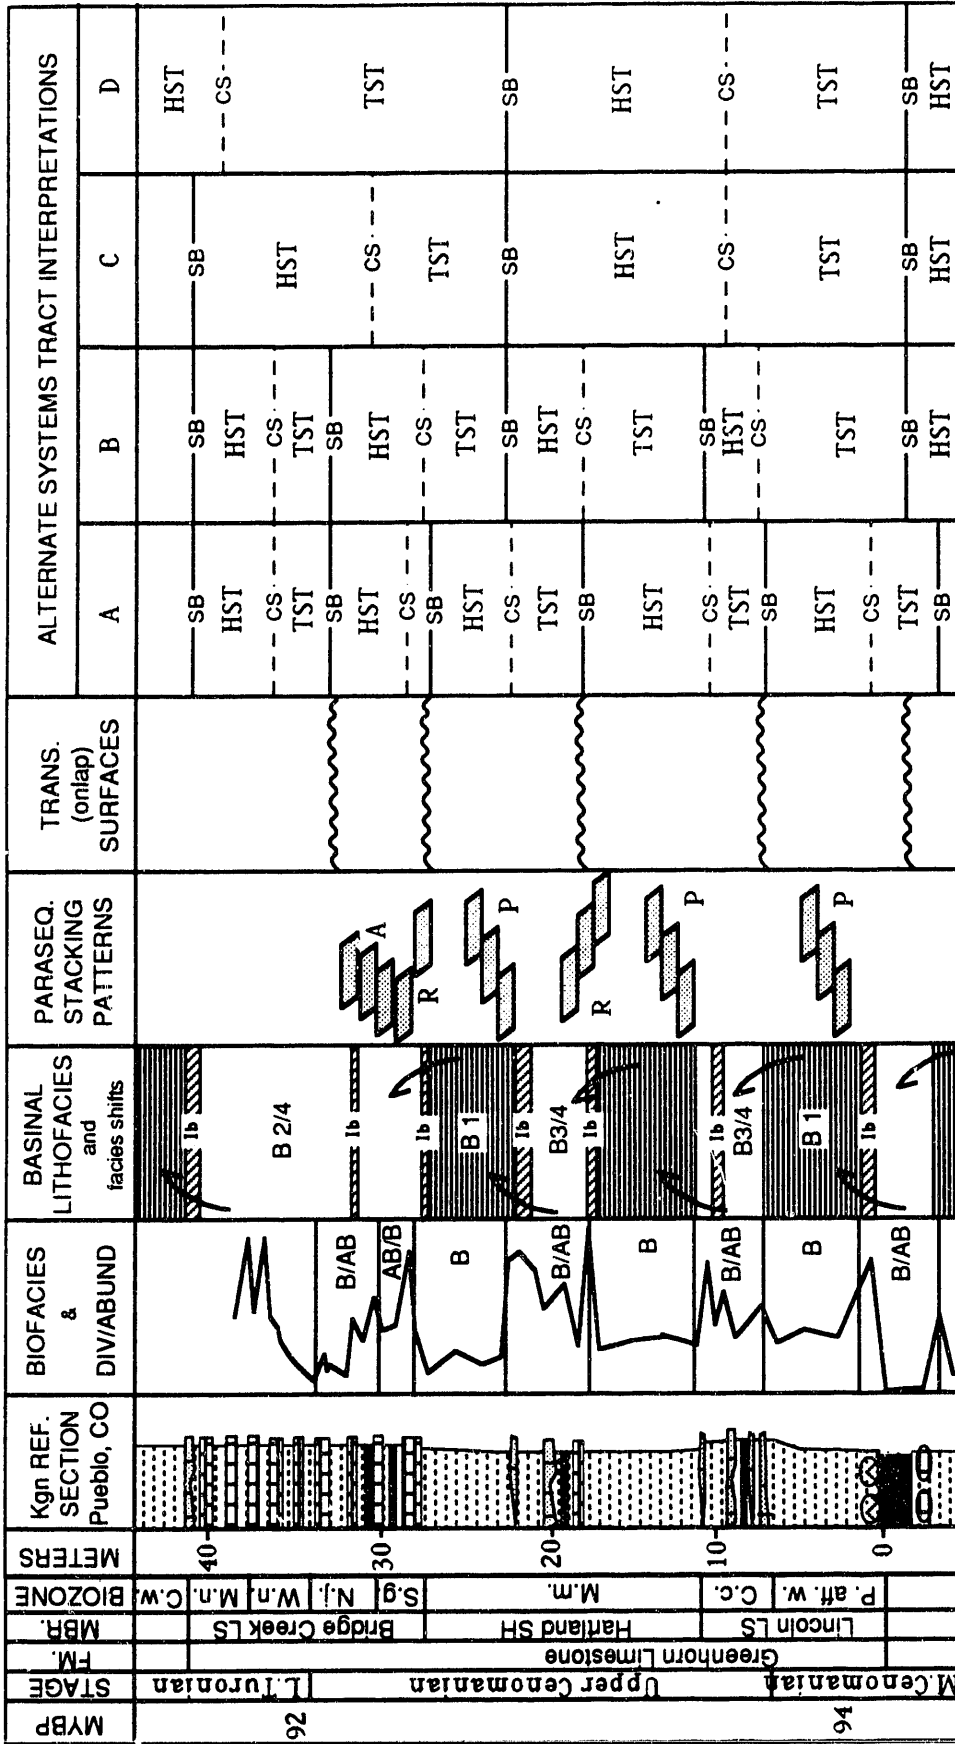 ALTERNATE SYSTEMS TRACT INTERPRETATIONS
A
B
C
D
TRANS.
(onlap)
SURFACES
PARASEQ.
STACKING
PATTERNS
BASINAL
LITHOFACIES
and
facies shifts
BIOFACIES
&
DIV/ABUND
Kgn REF.
SECTION
Pueblo, CO
METERS
BIOZONE
MBR.
FM.
STAGE
MYBP
SB
HST
CS
TST
SB
HST
CS
SB
HST
CS
TST
SB
HST
CS
TST
SB
HST
CS
TST
SB
SB
HST
CS
TST
SB
HST
CS
TST
SB
HST
CS
TST
SB
HST
CS
TST
SB
HST
SB
HST
CS
TST
SB
HST
CS
TST
SB
HST
HST
CS
TST
SB
HST
CS
TST
SB
HST
A
R
P
R
P
P
Ib
B 2/4
Ib
Ib
B 1
Ib
B3/4
Ib
Ib
B3/4
B 1
Ib
B/AB
AB/B
B
B/AB
B
B/AB
B
B/AB
40
30
20
10
0
C.w.
M.n.
W.n
N.j.
S.g.
M.m.
C.c.
P. aff. w.
Bridge Creek LS
Hartland SH
Lincoln LS
Greenhorn Limestone
L.Turonian
Upper Cenomanian
M.Cenomanian
92
94